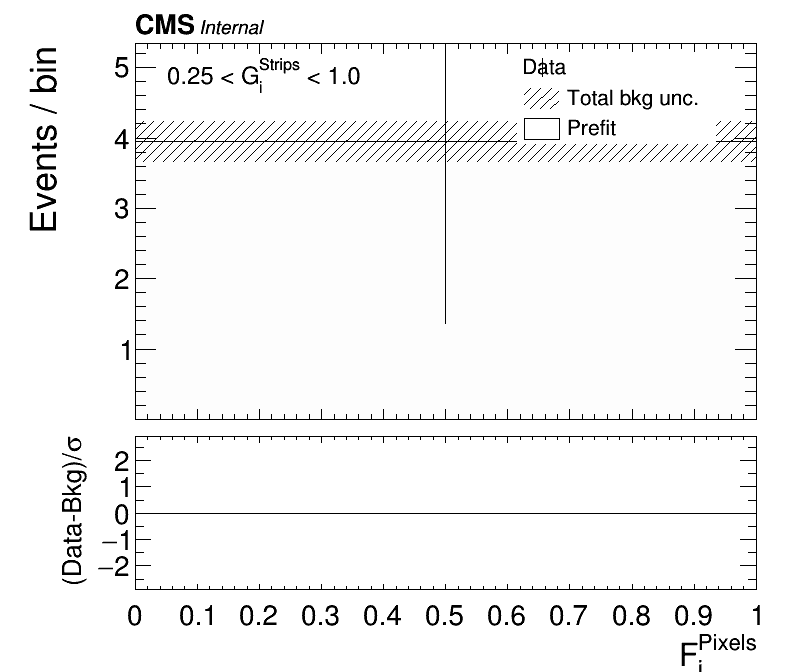 CMS Internal
0.25 < G_i^Strips < 1.0
Data
Total bkg unc.
Prefit
Events / bin
5
4
3
2
1
(Data-Bkg)/σ
2
1
0
−1
−2
0 0.1 0.2 0.3 0.4 0.5 0.6 0.7 0.8 0.9 1
F_i^Pixels